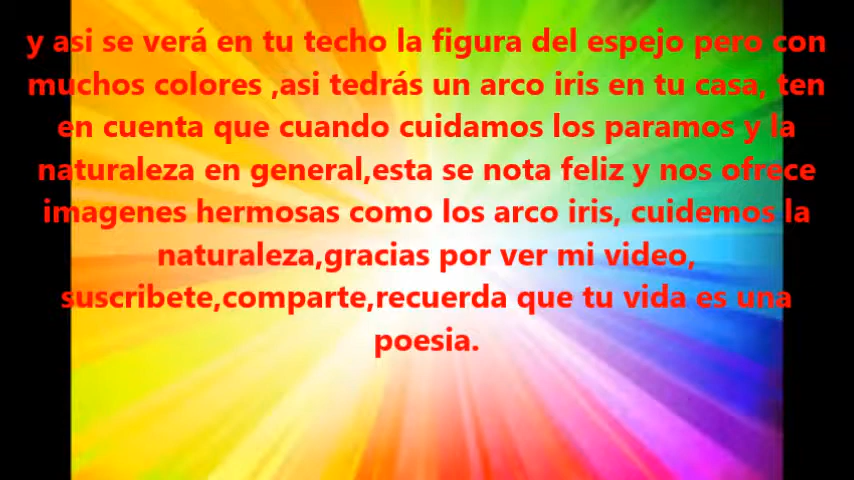 y asi se verá en tu techo la figura del espejo pero con
muchos colores ,asi tedrás un arco iris en tu casa, ten
en cuenta que cuando cuidamos los paramos y la
naturaleza en general,esta se nota feliz y nos ofrece
imagenes hermosas como los arco iris, cuidemos la
naturaleza,gracias por ver mi video,
suscribete,comparte,recuerda que tu vida es una
poesia.